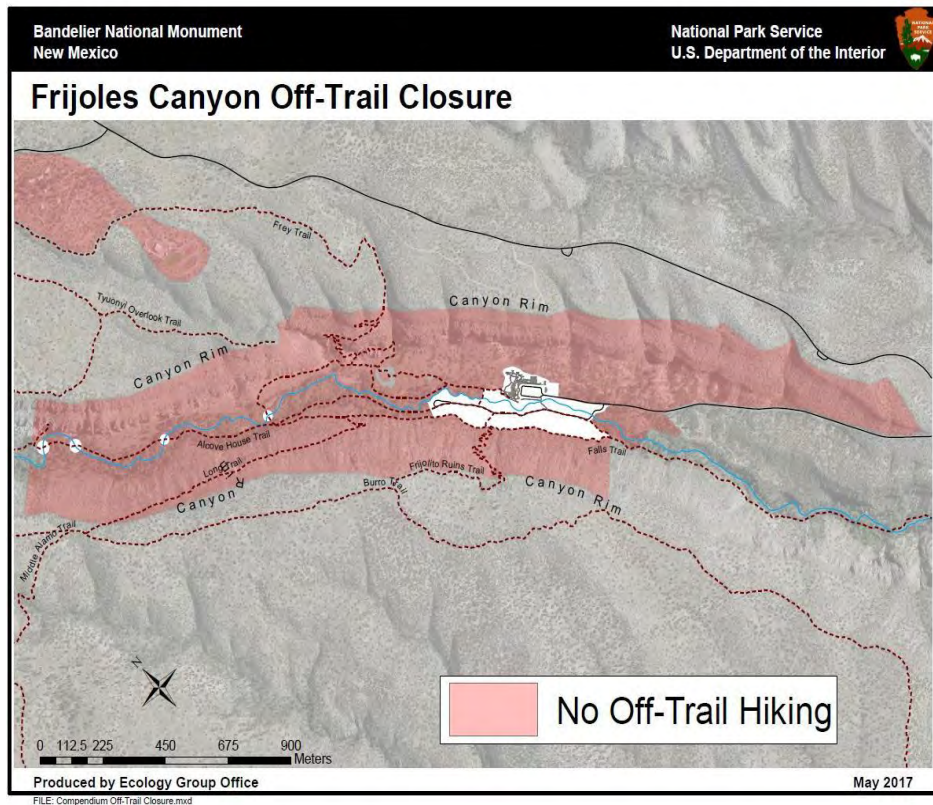 Bandelier National Monument
New Mexico
National Park Service
U.S. Department of the Interior
NATIONAL
PARK
SERVICE
Frijoles Canyon Off-Trail Closure
Frey Trail
Canyon Rim
Tyuonyi Overlook Trail
Canyon Rim
Alcove House Trail
Long Trail
Falls Trail
Frijolito Ruins Trail
Burro Trail
Canyon Rim
Canyon R
Middle Alamo Trail
N
No Off-Trail Hiking
0 112.5 225 450 675 900
Meters
Produced by Ecology Group Office
May 2017
FILE: Compendium Off-Trail Closure.mxd